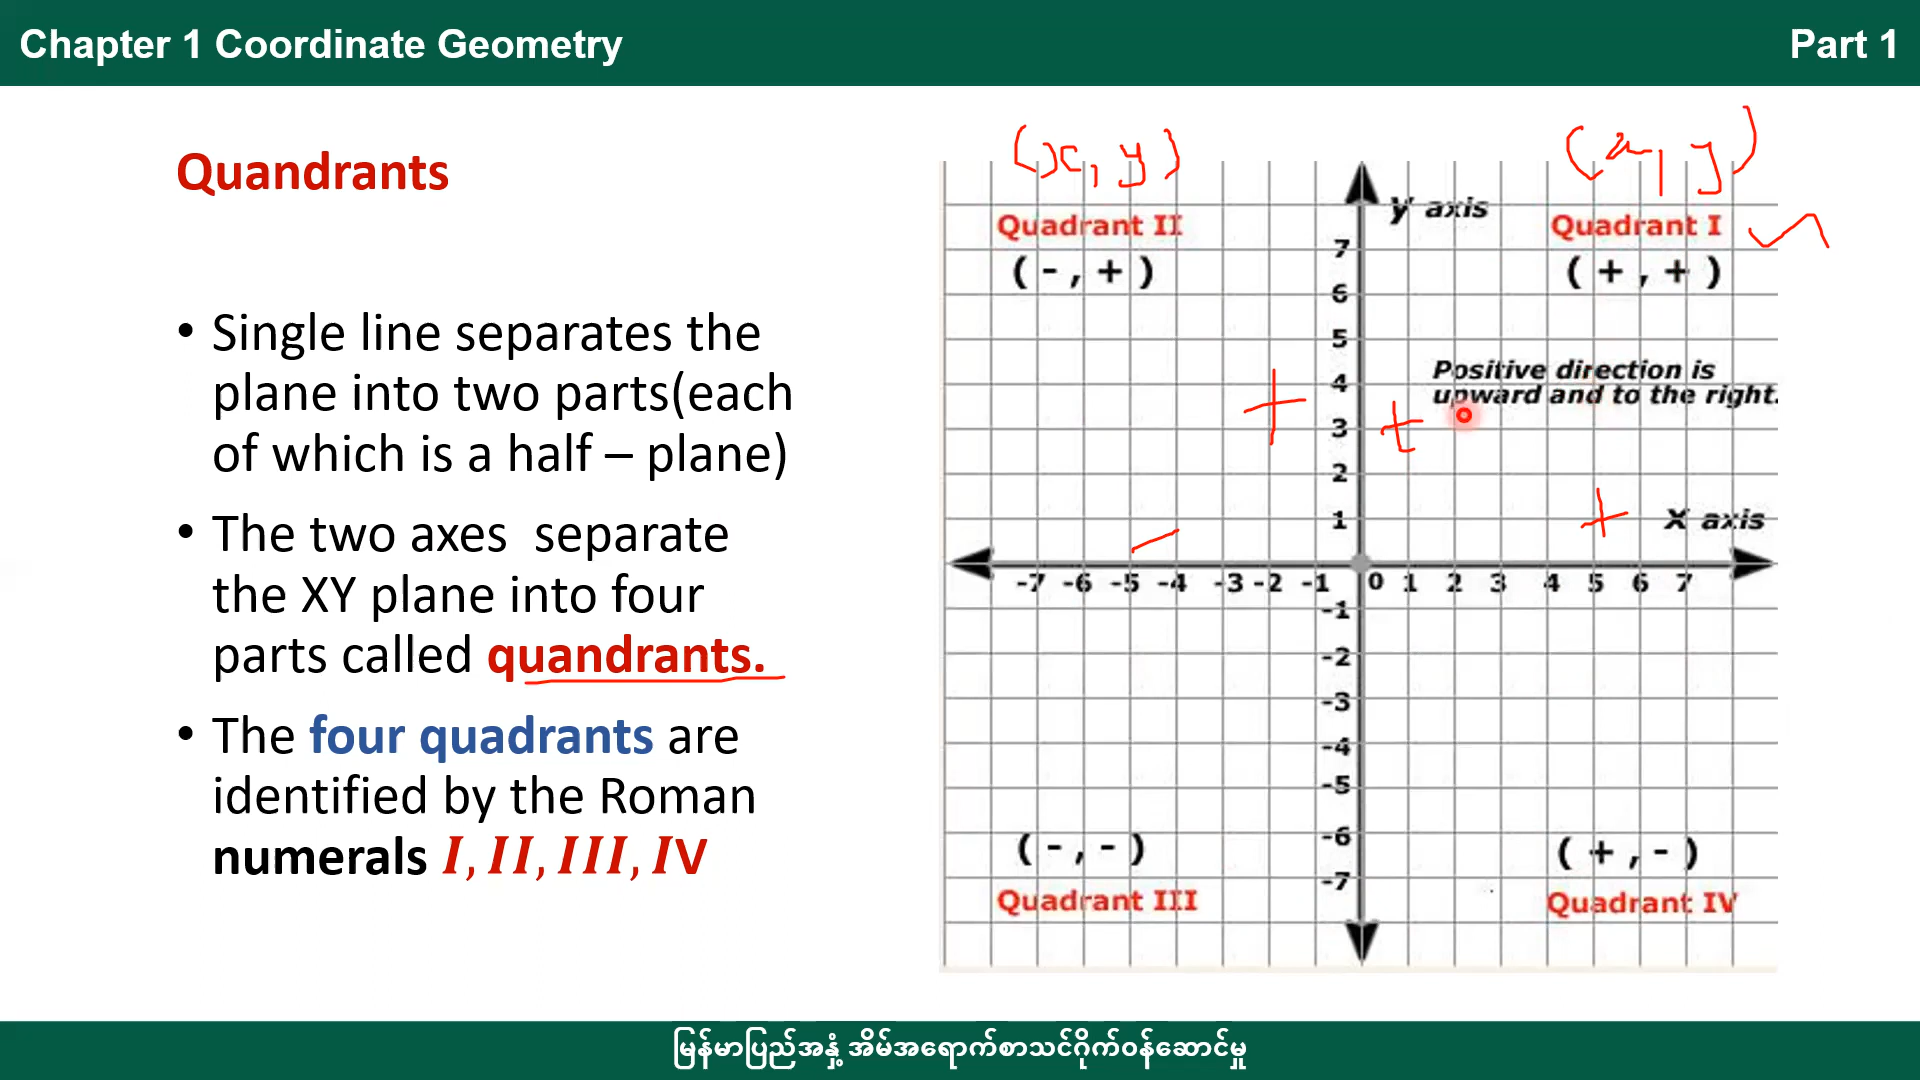 Chapter 1 Coordinate Geometry
Part 1
Quandrants
• Single line separates the
plane into two parts(each
of which is a half – plane)
• The two axes separate
the XY plane into four
parts called quandrants.
• The four quadrants are
identified by the Roman
numerals I, II, III, IV
(x, y)
(x, y)
Y axis
Quadrant II
Quadrant I
(-,+)
(+,+)
7
6
5
4
3
2
1
Positive direction is
upward and to the right.
+
+
+
-
X axis
-7 -6 -5 -4 -3 -2 -1 0 1 2 3 4 5 6 7
-1
-2
-3
-4
-5
-6
-7
(-,-)
(+,-)
Quadrant III
Quadrant IV
မြန်မာပြည်အနှံ့ အိမ်အရောက်စာသင်ဂိုက်ဝန်ဆောင်မှု